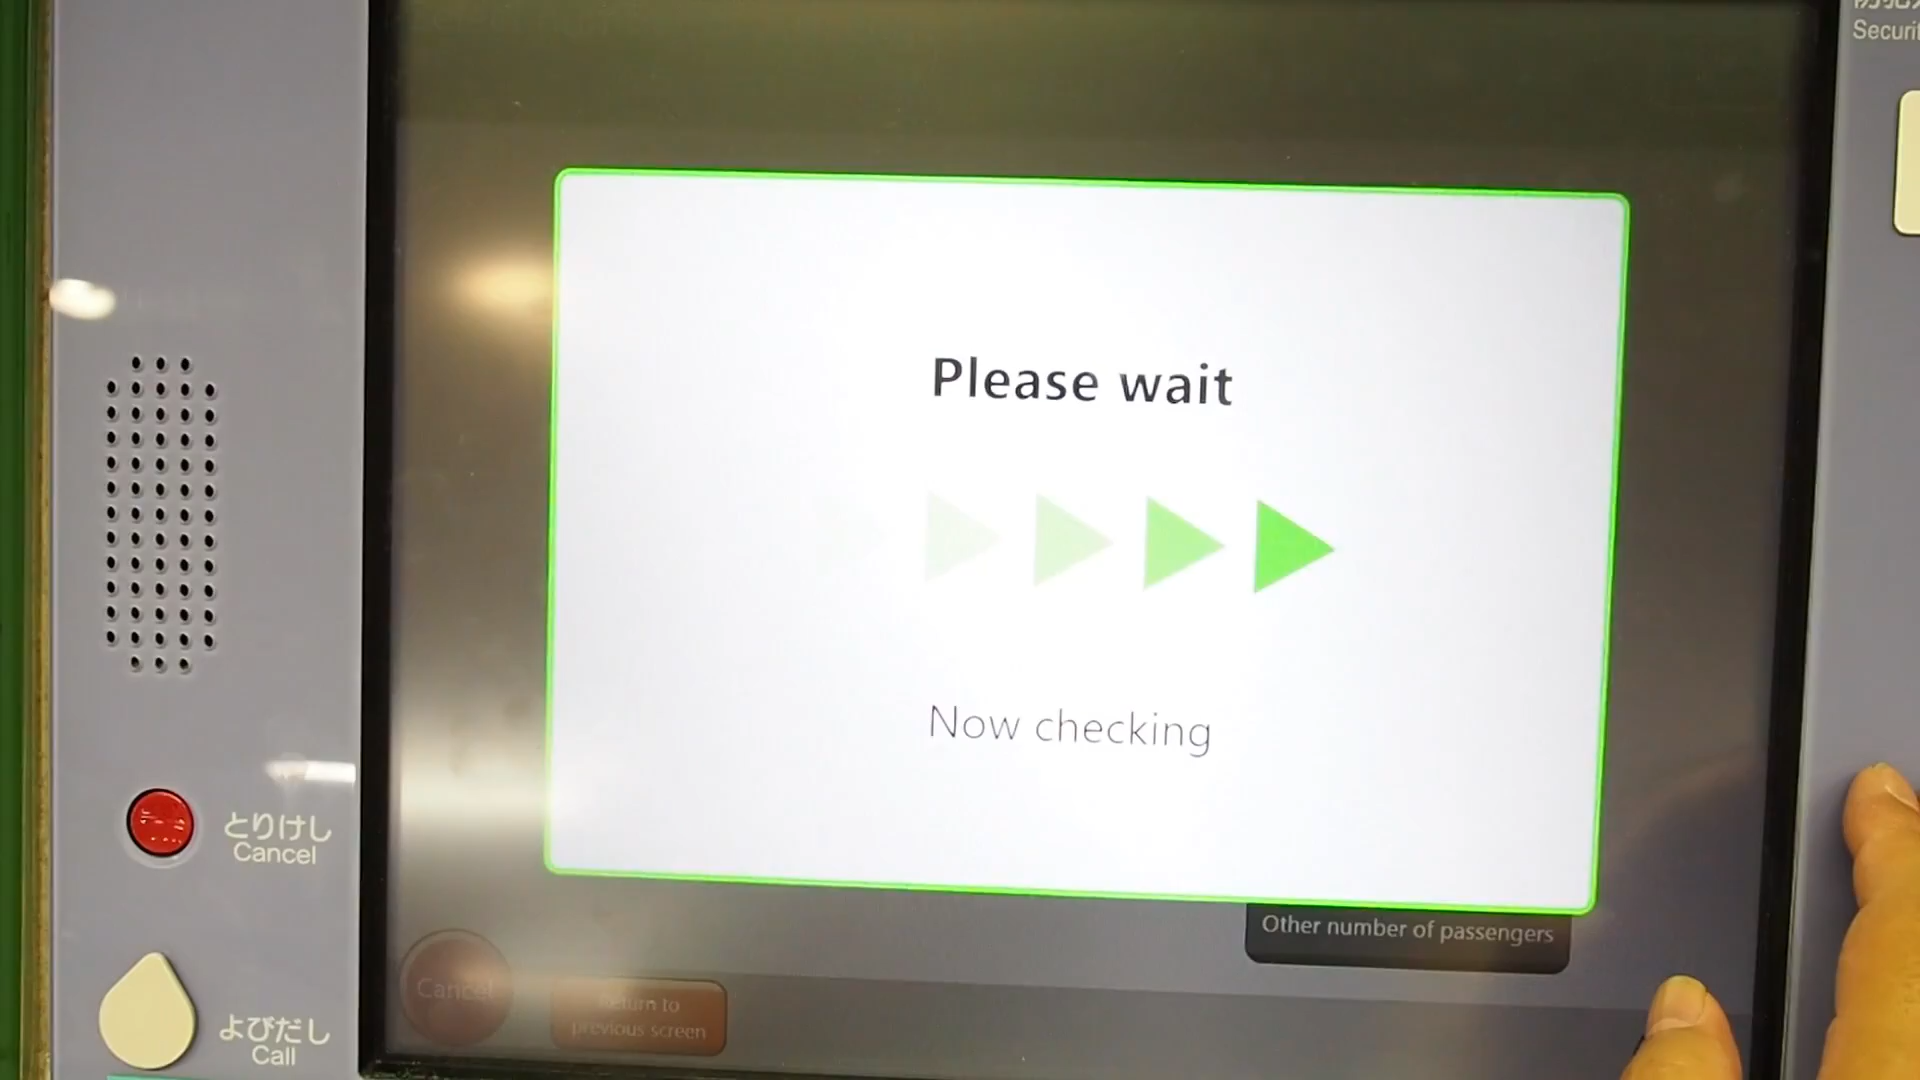 Securit
Please wait
Now checking
とりけし
Cancel
Other number of passengers
Cancel
Return to
previous screen
よびだし
Call